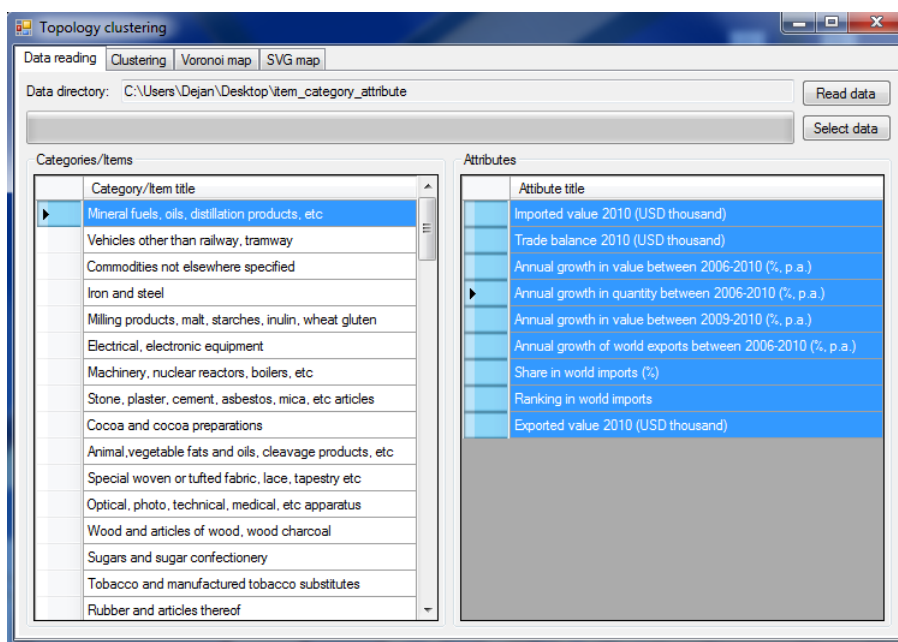 Topology clustering
Data reading Clustering Voronoi map SVG map
Data directory: C:\Users\Dejan\Desktop\item_category_attribute
Read data
Select data
Categories/Items
Category/Item title
Mineral fuels, oils, distillation products, etc
Vehicles other than railway, tramway
Commodities not elsewhere specified
Iron and steel
Milling products, malt, starches, inulin, wheat gluten
Electrical, electronic equipment
Machinery, nuclear reactors, boilers, etc
Stone, plaster, cement, asbestos, mica, etc articles
Cocoa and cocoa preparations
Animal,vegetable fats and oils, cleavage products, etc
Special woven or tufted fabric, lace, tapestry etc
Optical, photo, technical, medical, etc apparatus
Wood and articles of wood, wood charcoal
Sugars and sugar confectionery
Tobacco and manufactured tobacco substitutes
Rubber and articles thereof
Attributes
Attibute title
Imported value 2010 (USD thousand)
Trade balance 2010 (USD thousand)
Annual growth in value between 2006-2010 (%, p.a.)
Annual growth in quantity between 2006-2010 (%, p.a.)
Annual growth in value between 2009-2010 (%, p.a.)
Annual growth of world exports between 2006-2010 (%, p.a.)
Share in world imports (%)
Ranking in world imports
Exported value 2010 (USD thousand)